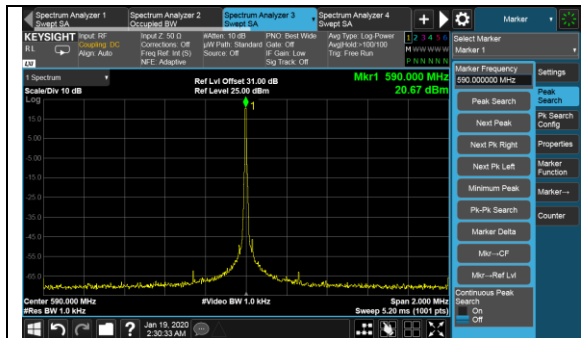 Spectrum Analyzer 1
Swept SA
Spectrum Analyzer 2
Occupied BW
Spectrum Analyzer 3
Swept SA
Spectrum Analyzer 4
Swept SA
+
Marker
KEYSIGHT
RL
LXI
Input: RF
Coupling: DC
Align: Auto
Input Z: 50 Ω
Corrections: Off
Freq Ref: Int (S)
NFE: Adaptive
#Atten: 10 dB
µW Path: Standard
Source: Off
PNO: Best Wide
Gate: Off
IF Gain: Low
Sig Track: Off
Avg Type: Log-Power
Avg|Hold:>100/100
Trig: Free Run
1 2 3 4 5 6
M W W W W W
P N N N N N
Select Marker
Marker 1
1 Spectrum
Scale/Div 10 dB
Log
Ref Lvl Offset 31.00 dB
Ref Level 25.00 dBm
Mkr1 590.000 MHz
20.67 dBm
1
15.0
5.00
-5.00
-15.0
-25.0
-35.0
-45.0
-55.0
-65.0
Center 590.000 MHz
#Res BW 1.0 kHz
#Video BW 1.0 kHz
Span 2.000 MHz
Sweep 5.20 ms (1001 pts)
Marker Frequency
590.000000 MHz
Peak Search
Next Peak
Next Pk Right
Next Pk Left
Minimum Peak
Pk-Pk Search
Marker Delta
Mkr→CF
Mkr→Ref Lvl
Continuous Peak
Search
On
Off
Settings
Peak
Search
Pk Search
Config
Properties
Marker
Function
Marker→
Counter
?
Jan 19, 2020
2:30:33 AM